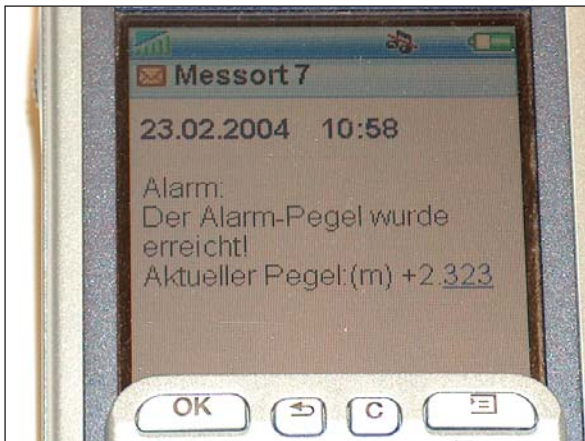 Messort 7
23.02.2004 10:58
Alarm:
Der Alarm-Pegel wurde
erreicht!
Aktueller Pegel:(m) +2.323
OK
C